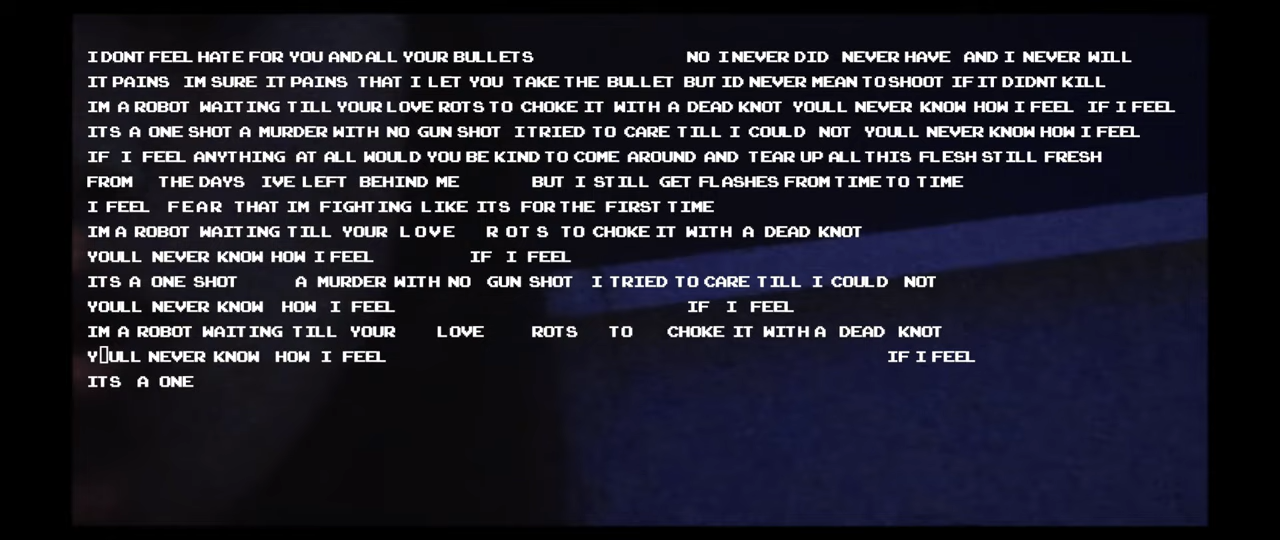 I DONT FEEL HATE FOR YOU AND ALL YOUR BULLETS NO I NEVER DID NEVER HAVE AND I NEVER WILL
IT PAINS IM SURE IT PAINS THAT I LET YOU TAKE THE BULLET BUT ID NEVER MEAN TO SHOOT IF IT DIDNT KILL
IM A ROBOT WAITING TILL YOUR LOVE ROTS TO CHOKE IT WITH A DEAD KNOT YOULL NEVER KNOW HOW I FEEL IF I FEEL
ITS A ONE SHOT A MURDER WITH NO GUN SHOT I TRIED TO CARE TILL I COULD NOT YOULL NEVER KNOW HOW I FEEL
IF I FEEL ANYTHING AT ALL WOULD YOU BE KIND TO COME AROUND AND TEAR UP ALL THIS FLESH STILL FRESH
FROM THE DAYS IVE LEFT BEHIND ME BUT I STILL GET FLASHES FROM TIME TO TIME
I FEEL FEAR THAT IM FIGHTING LIKE ITS FOR THE FIRST TIME
IM A ROBOT WAITING TILL YOUR LOVE ROTS TO CHOKE IT WITH A DEAD KNOT
YOULL NEVER KNOW HOW I FEEL IF I FEEL
ITS A ONE SHOT A MURDER WITH NO GUN SHOT I TRIED TO CARE TILL I COULD NOT
YOULL NEVER KNOW HOW I FEEL IF I FEEL
IM A ROBOT WAITING TILL YOUR LOVE ROTS TO CHOKE IT WITH A DEAD KNOT
Y▯ULL NEVER KNOW HOW I FEEL IF I FEEL
ITS A ONE